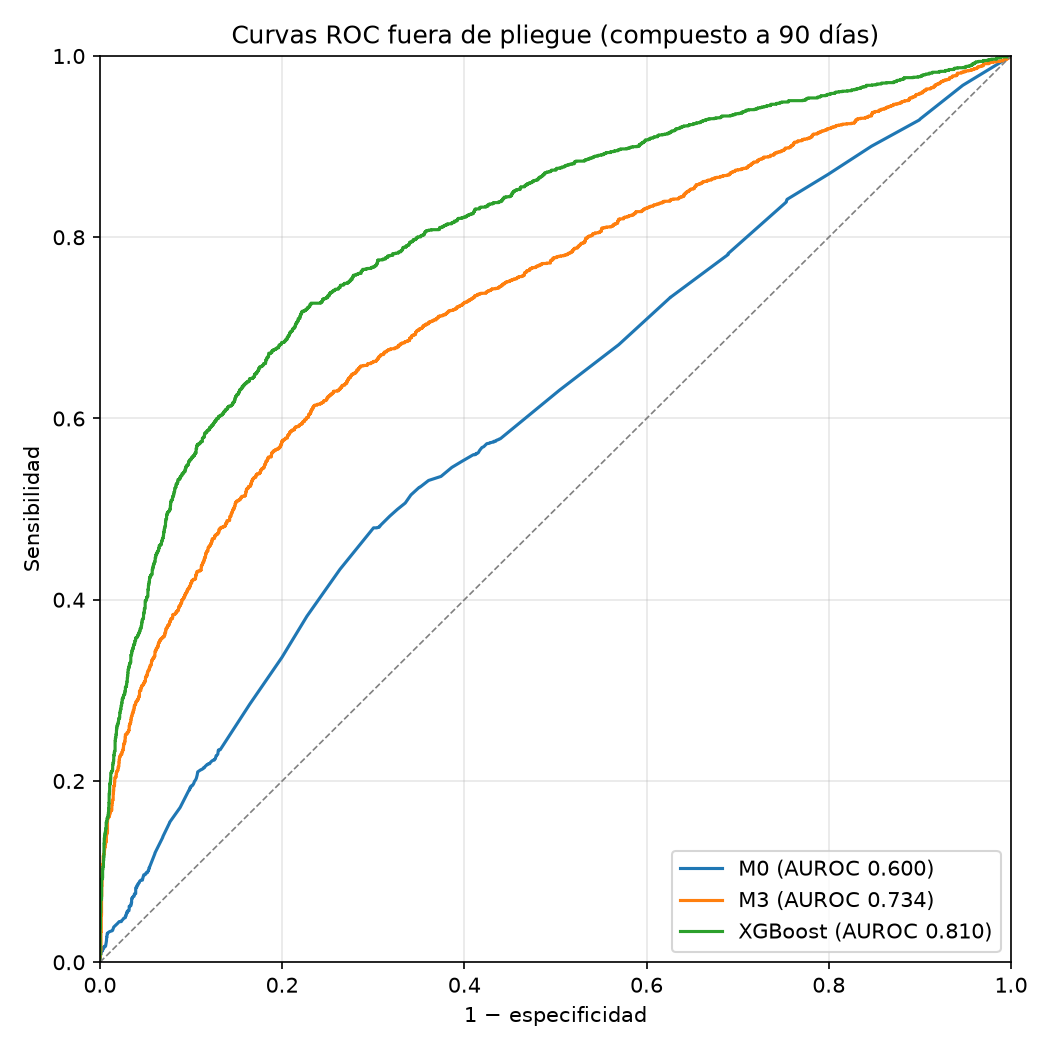 Curvas ROC fuera de pliegue (compuesto a 90 días)
1.0
0.8
0.6
0.4
0.2
0.0
Sensibilidad
0.0 0.2 0.4 0.6 0.8 1.0
1 − especificidad
M0 (AUROC 0.600)
M3 (AUROC 0.734)
XGBoost (AUROC 0.810)